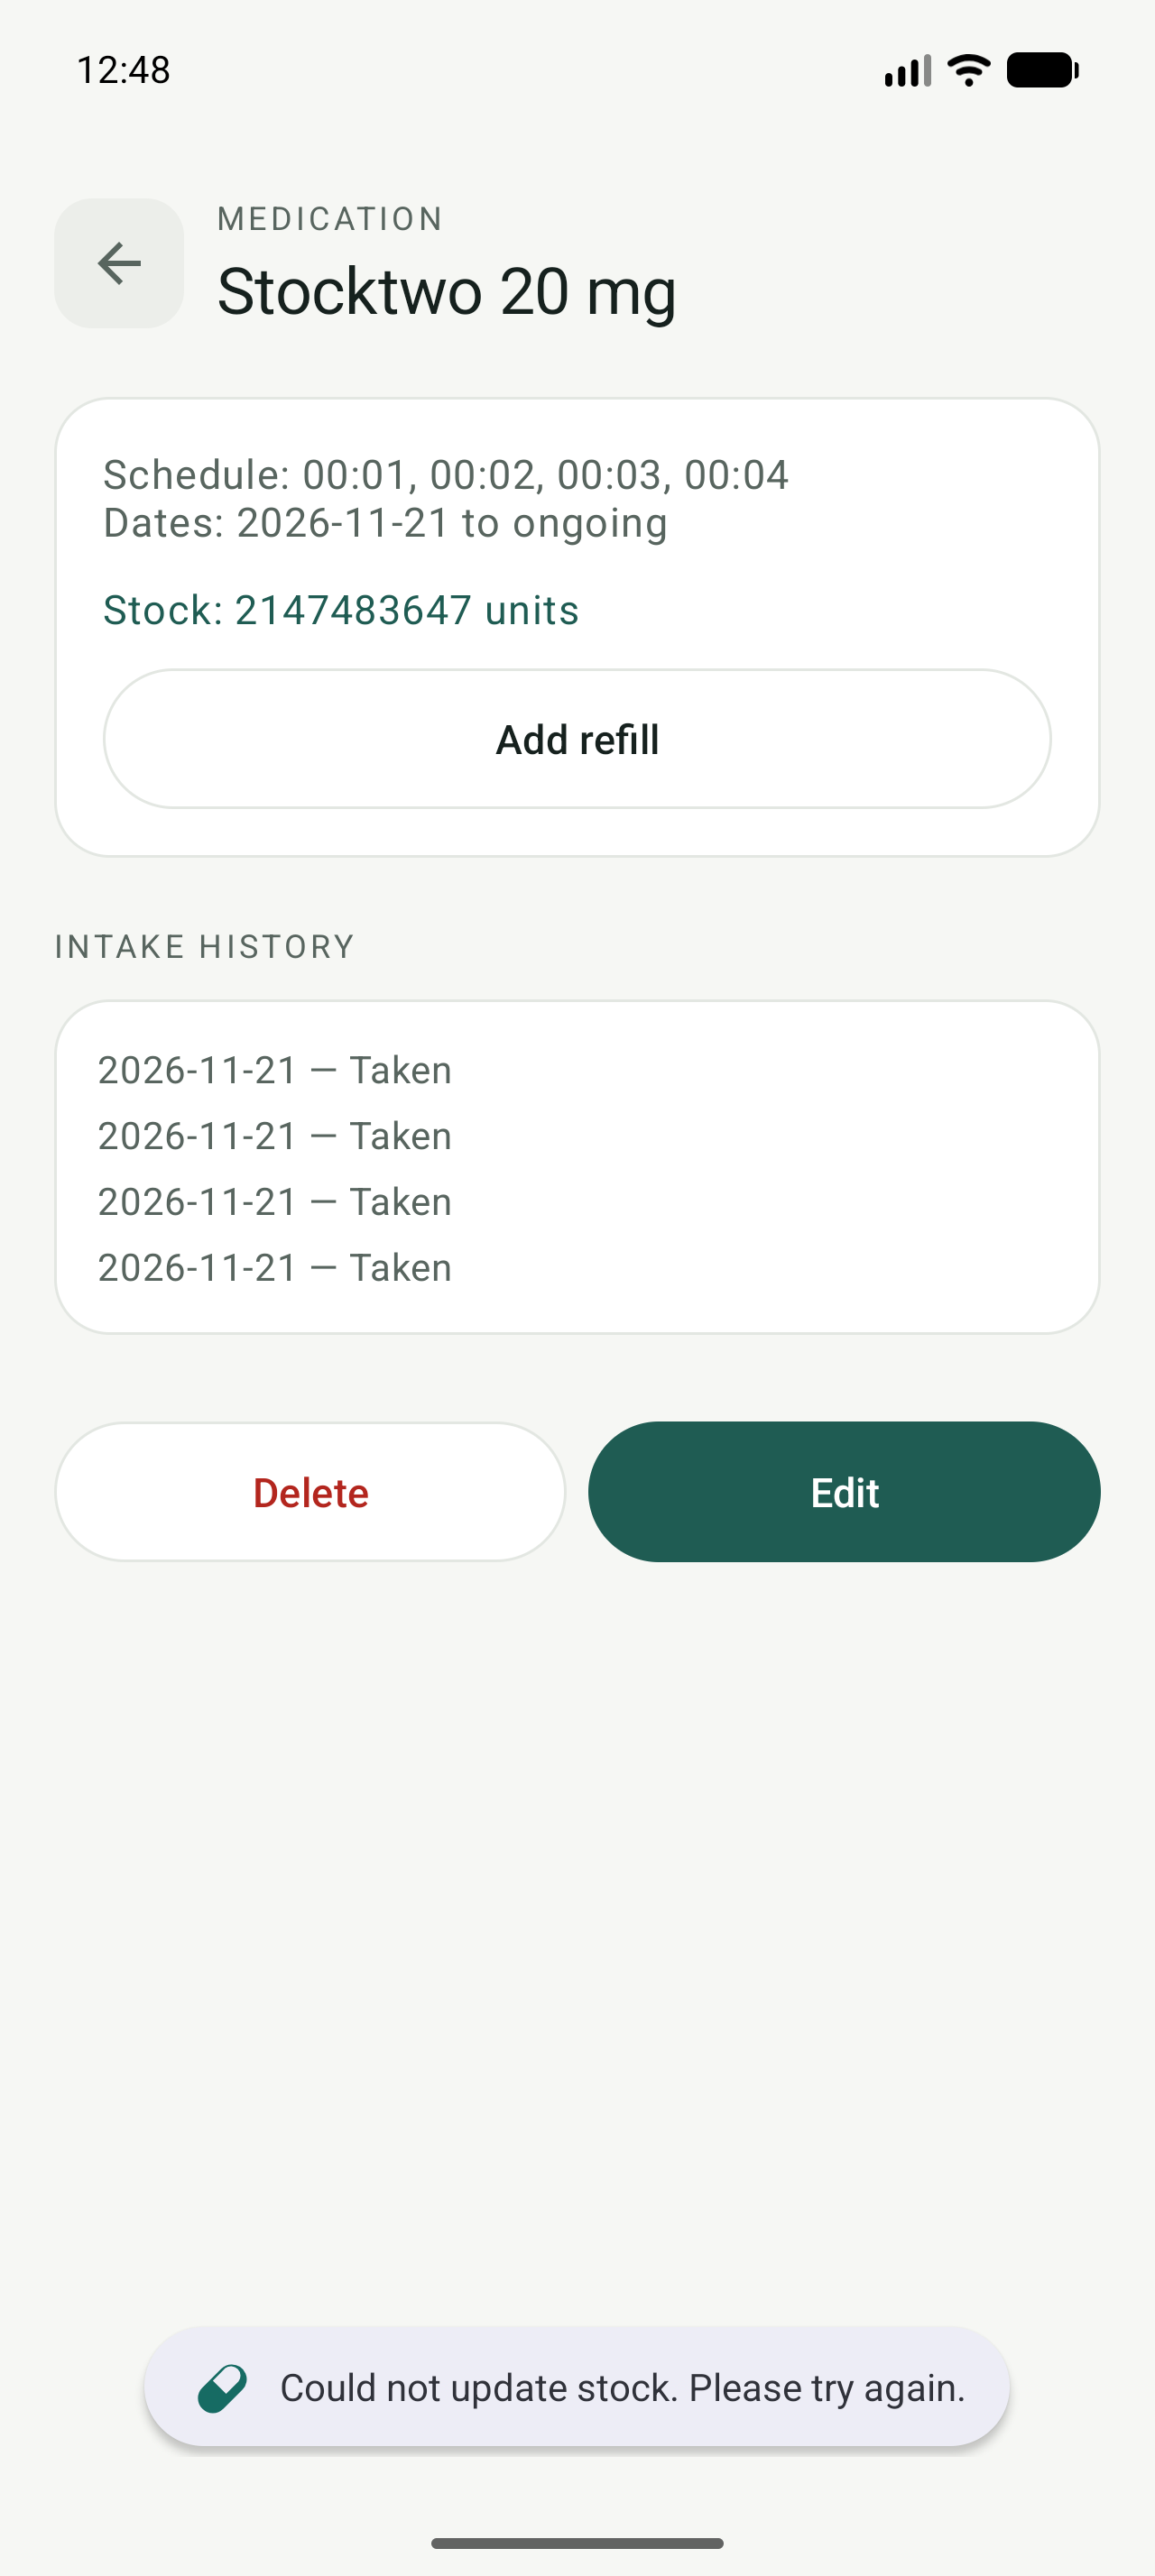 12:48
MEDICATION
Stocktwo 20 mg
Schedule: 00:01, 00:02, 00:03, 00:04
Dates: 2026-11-21 to ongoing
Stock: 2147483647 units
Add refill
INTAKE HISTORY
2026-11-21 — Taken
2026-11-21 — Taken
2026-11-21 — Taken
2026-11-21 — Taken
Delete
Edit
Could not update stock. Please try again.